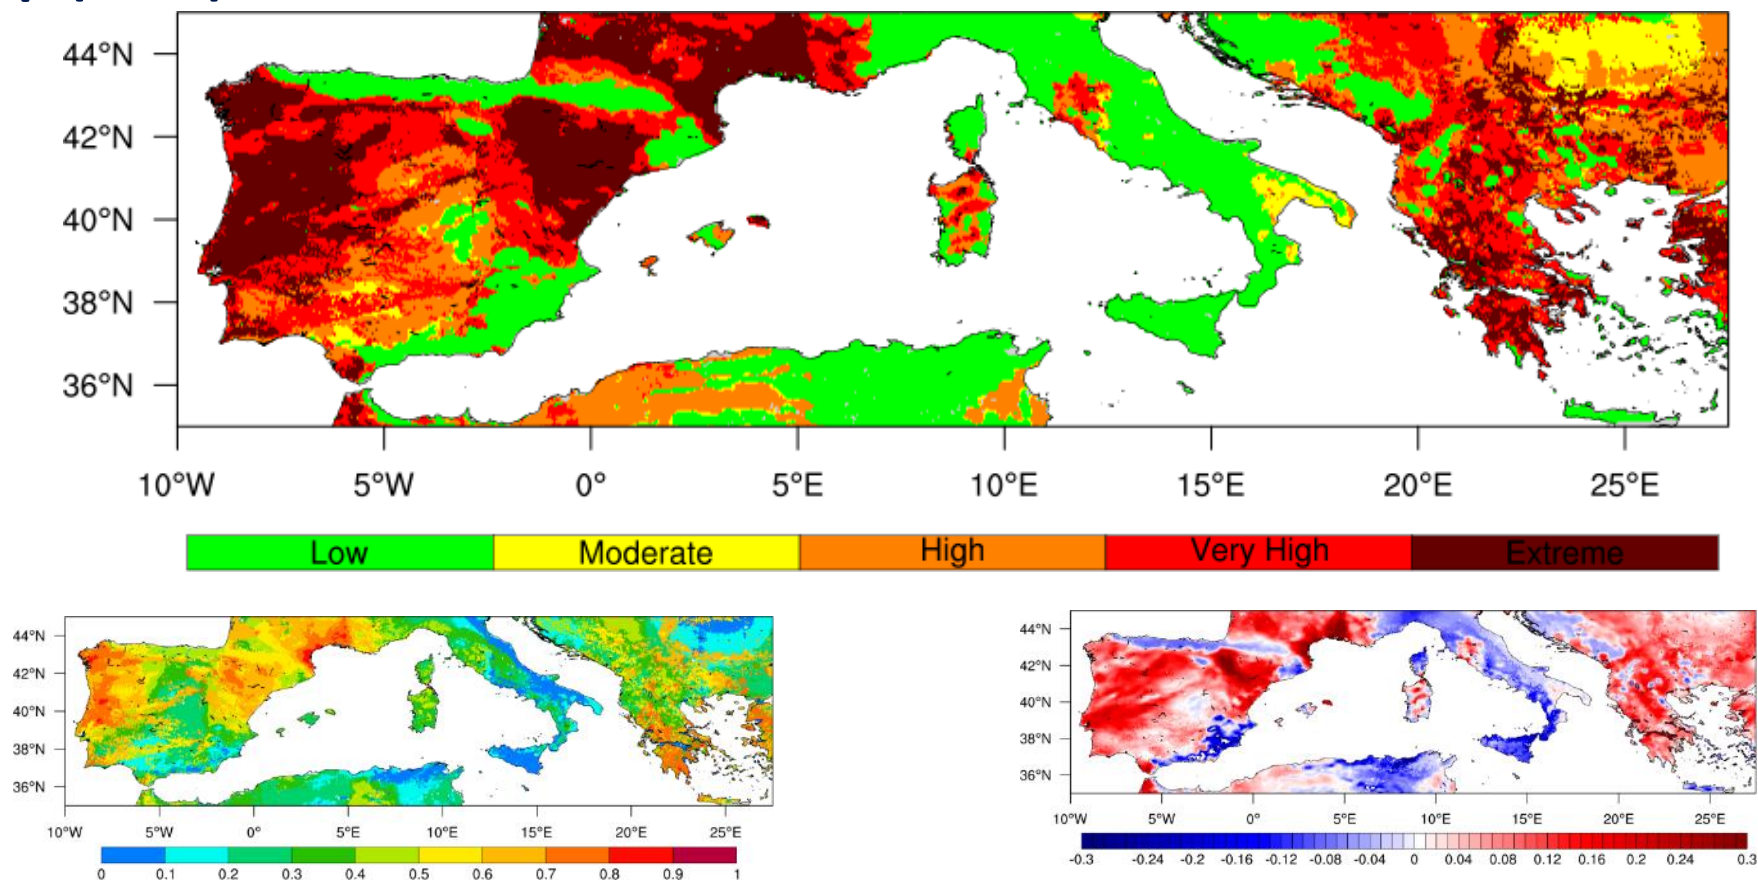 44°N
42°N
40°N
38°N
36°N
10°W 5°W 0° 5°E 10°E 15°E 20°E 25°E
Low Moderate High Very High Extreme
44°N
42°N
40°N
38°N
36°N
10°W 5°W 0° 5°E 10°E 15°E 20°E 25°E
0 0.1 0.2 0.3 0.4 0.5 0.6 0.7 0.8 0.9 1
44°N
42°N
40°N
38°N
36°N
10°W 5°W 0° 5°E 10°E 15°E 20°E 25°E
-0.3 -0.24 -0.2 -0.16 -0.12 -0.08 -0.04 0 0.04 0.08 0.12 0.16 0.2 0.24 0.3